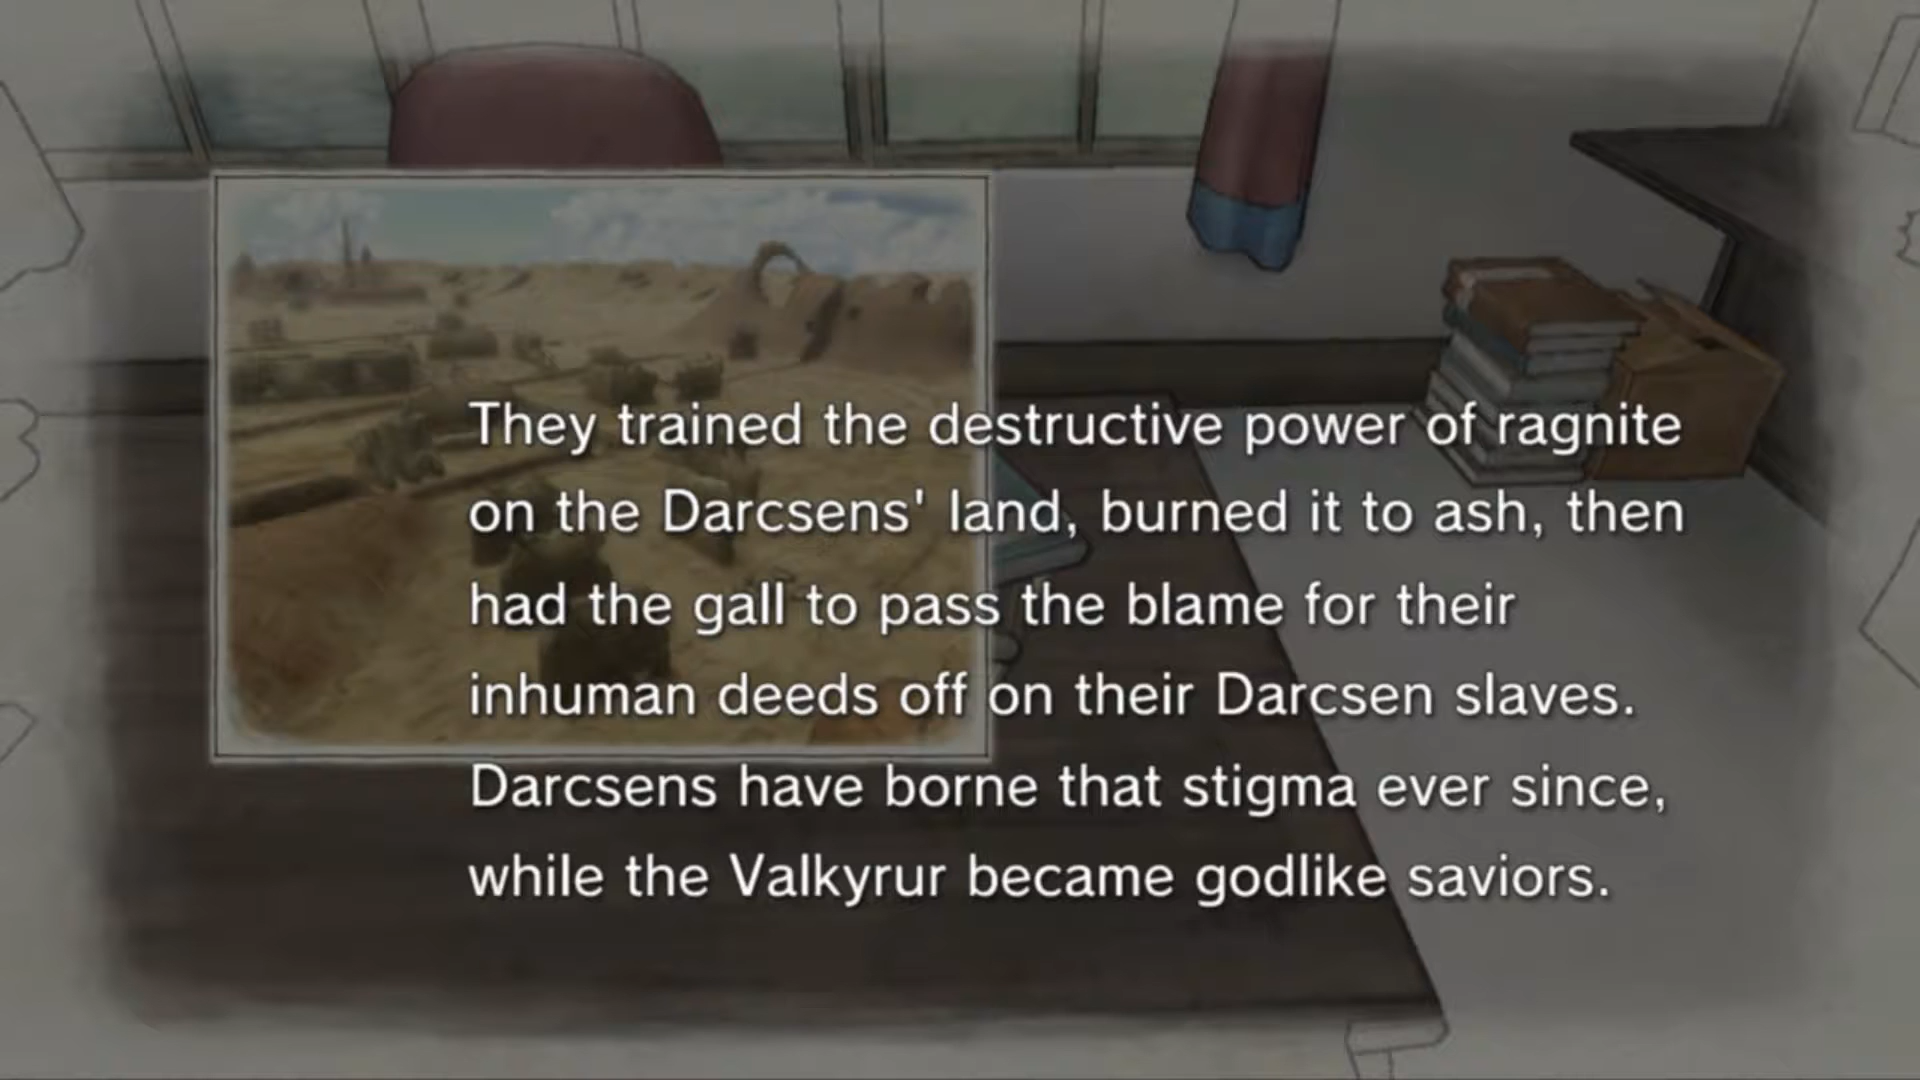 They trained the destructive power of ragnite
on the Darcsens' land, burned it to ash, then
had the gall to pass the blame for their
inhuman deeds off on their Darcsen slaves.
Darcsens have borne that stigma ever since,
while the Valkyrur became godlike saviors.